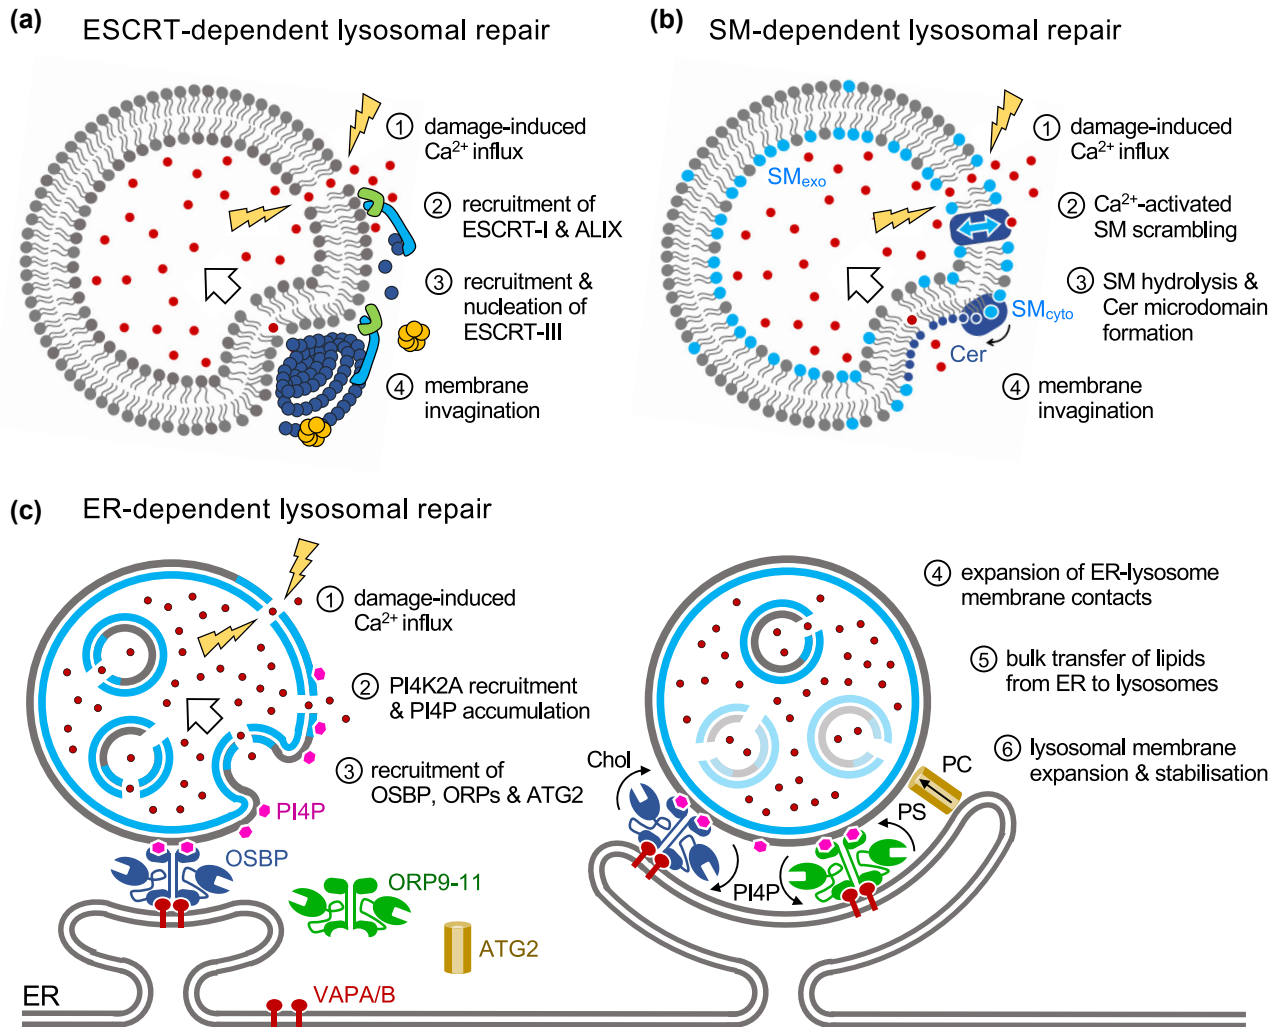 (a) ESCRT-dependent lysosomal repair
① damage-induced
Ca²⁺ influx
② recruitment of
ESCRT-I & ALIX
③ recruitment &
nucleation of
ESCRT-III
④ membrane
invagination
(b) SM-dependent lysosomal repair
SMexo
① damage-induced
Ca²⁺ influx
② Ca²⁺-activated
SM scrambling
③ SM hydrolysis &
Cer microdomain
formation
SMcyto
Cer
④ membrane
invagination
(c) ER-dependent lysosomal repair
① damage-induced
Ca²⁺ influx
② PI4K2A recruitment
& PI4P accumulation
③ recruitment of
OSBP, ORPs & ATG2
PI4P
OSBP
ORP9-11
ATG2
VAPA/B
ER
④ expansion of ER-lysosome
membrane contacts
⑤ bulk transfer of lipids
from ER to lysosomes
⑥ lysosomal membrane
expansion & stabilisation
Chol
PC
PS
PI4P